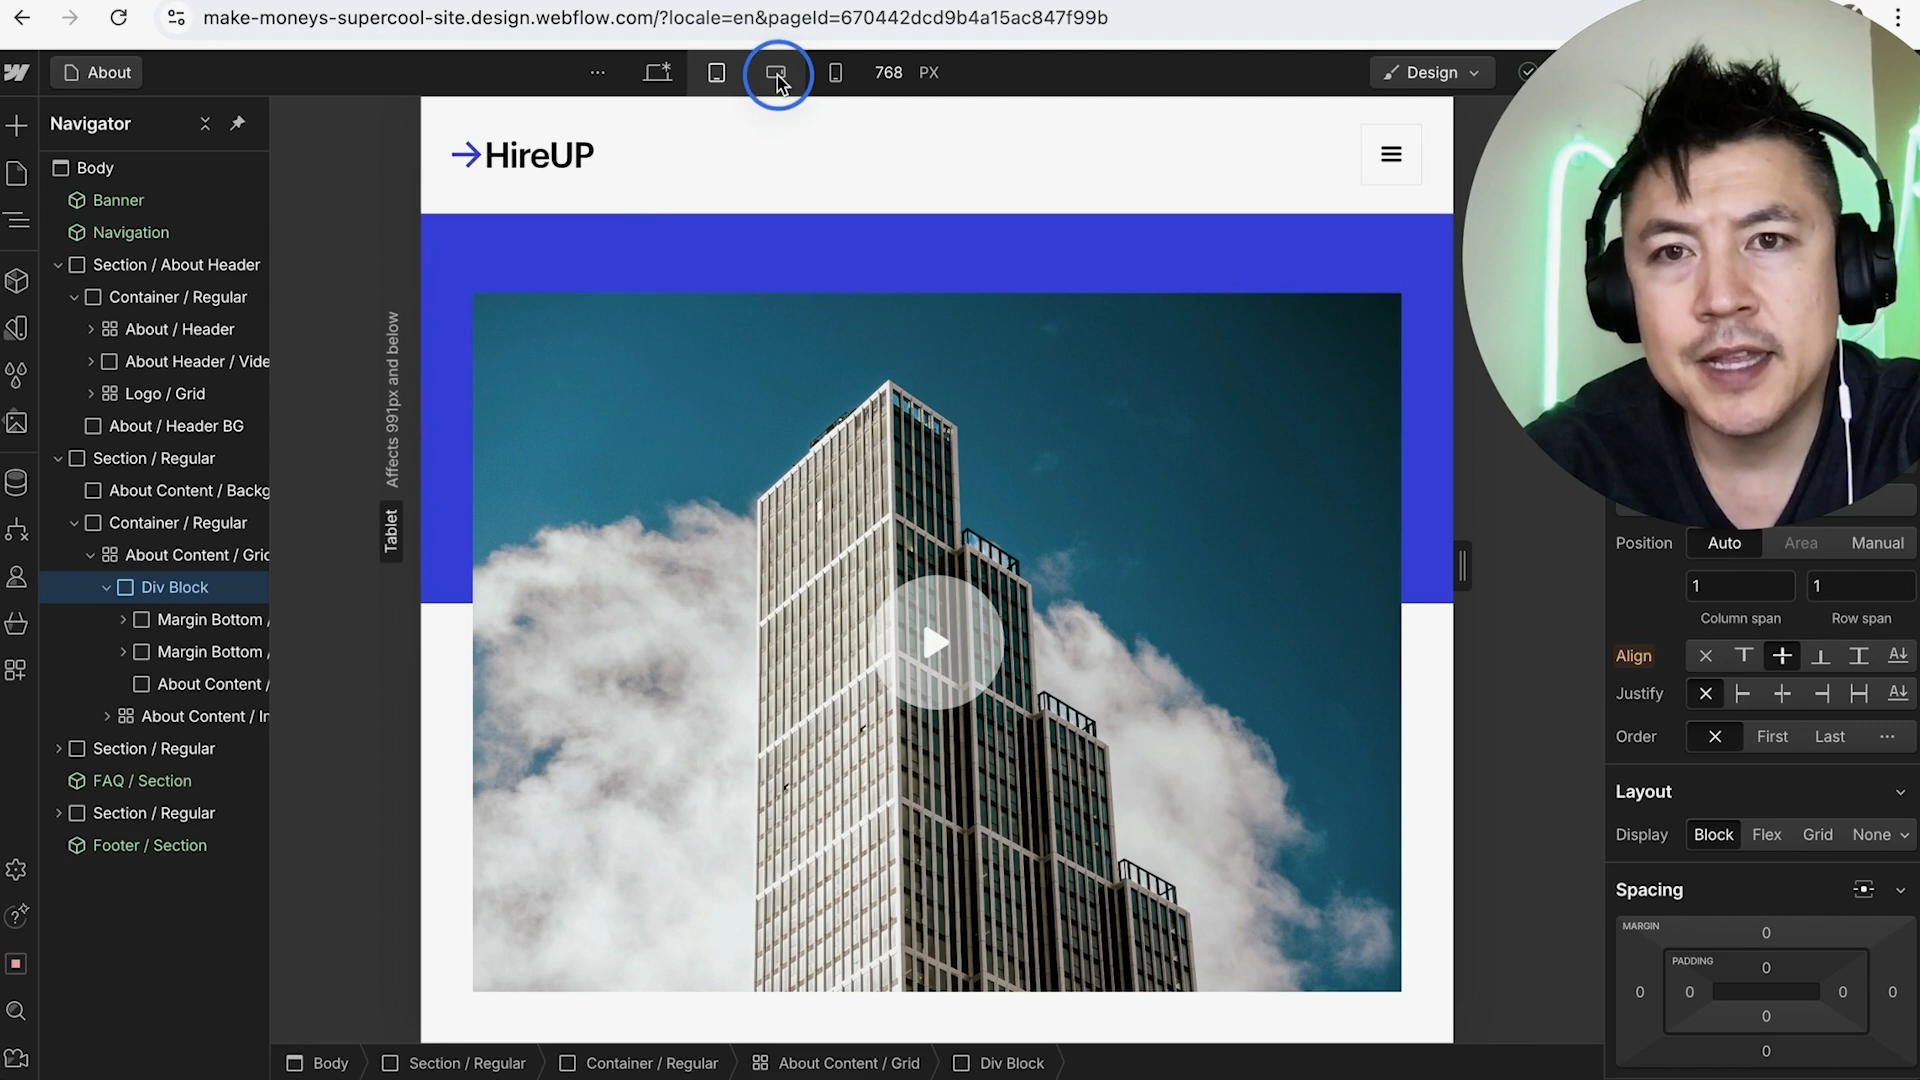 make-moneys-supercool-site.design.webflow.com/?locale=en&pageId=670442dcd9b4a15ac847f99b
About
768 PX
Design
Navigator
Body
Banner
Navigation
Section / About Header
Container / Regular
About / Header
About Header / Vide
Logo / Grid
About / Header BG
Section / Regular
About Content / Backg
Container / Regular
About Content / Grid
Div Block
Margin Bottom /
Margin Bottom /
About Content /
About Content / In
Section / Regular
FAQ / Section
Section / Regular
Footer / Section
Tablet Affects 991px and below
HireUP
Position
Auto
Area
Manual
1
1
Column span
Row span
Align
Justify
Order
First
Last
Layout
Display
Block
Flex
Grid
None
Spacing
MARGIN
0
PADDING
0
0
0
0
0
0
0
Body
Section / Regular
Container / Regular
About Content / Grid
Div Block